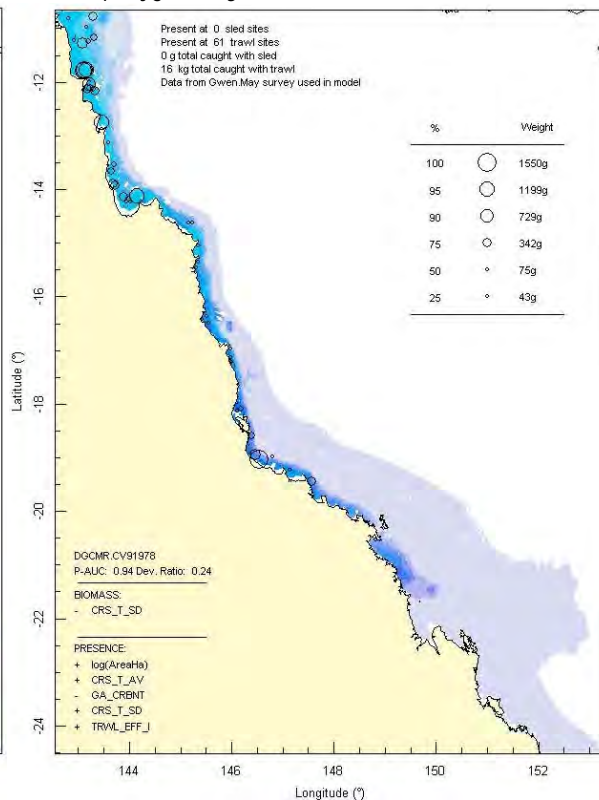 Present at 0 sled sites
Present at 61 trawl sites
0 g total caught with sled
16 kg total caught with trawl
Data from Gwen.May survey used in model
% Weight
100 1550g
95 1199g
90 729g
75 342g
50 75g
25 43g
-12
-14
-16
-18
-20
-22
-24
Latitude (°)
DGCMR.CV91978
P-AUC: 0.94 Dev. Ratio: 0.24
BIOMASS:
- CRS_T_SD
PRESENCE:
+ log(AreaHa)
+ CRS_T_AV
- GA_CRBNT
+ CRS_T_SD
+ TRWL_EFF_I
144 146 148 150 152
Longitude (°)